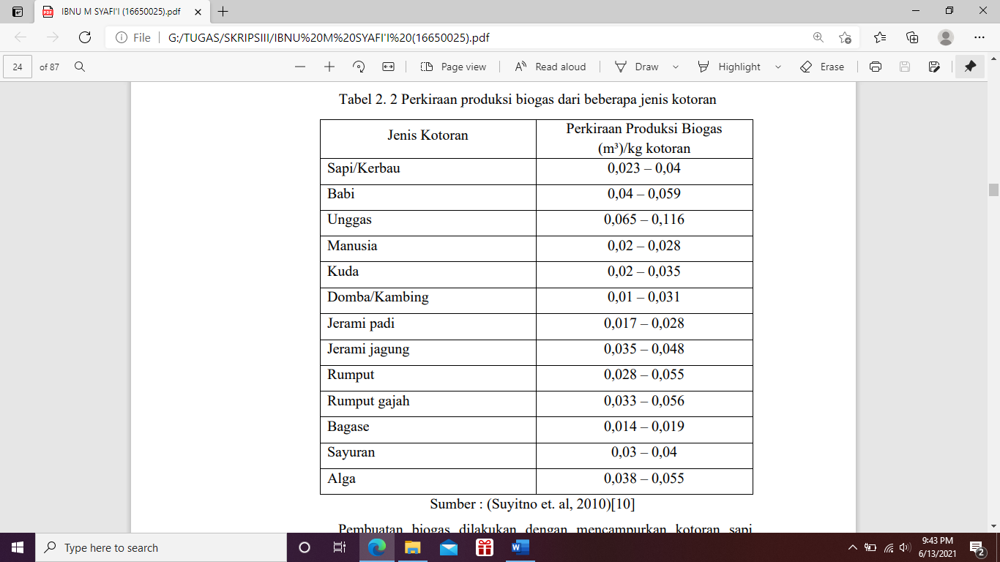 IBNU M SYAFI'I (16650025).pdf
File
G:/TUGAS/SKRIPSIII/IBNU%20M%20SYAFI'I%20(16650025).pdf
24 of 87
Page view
Read aloud
Draw
Highlight
Erase
Tabel 2. 2 Perkiraan produksi biogas dari beberapa jenis kotoran
Jenis Kotoran
Perkiraan Produksi Biogas
(m³)/kg kotoran
Sapi/Kerbau 0,023 – 0,04
Babi 0,04 – 0,059
Unggas 0,065 – 0,116
Manusia 0,02 – 0,028
Kuda 0,02 – 0,035
Domba/Kambing 0,01 – 0,031
Jerami padi 0,017 – 0,028
Jerami jagung 0,035 – 0,048
Rumput 0,028 – 0,055
Rumput gajah 0,033 – 0,056
Bagase 0,014 – 0,019
Sayuran 0,03 – 0,04
Alga 0,038 – 0,055
Sumber : (Suyitno et. al, 2010)[10]
Pembuatan biogas dilakukan dengan mencampurkan kotoran sapi
Type here to search
9:43 PM
6/13/2021
2